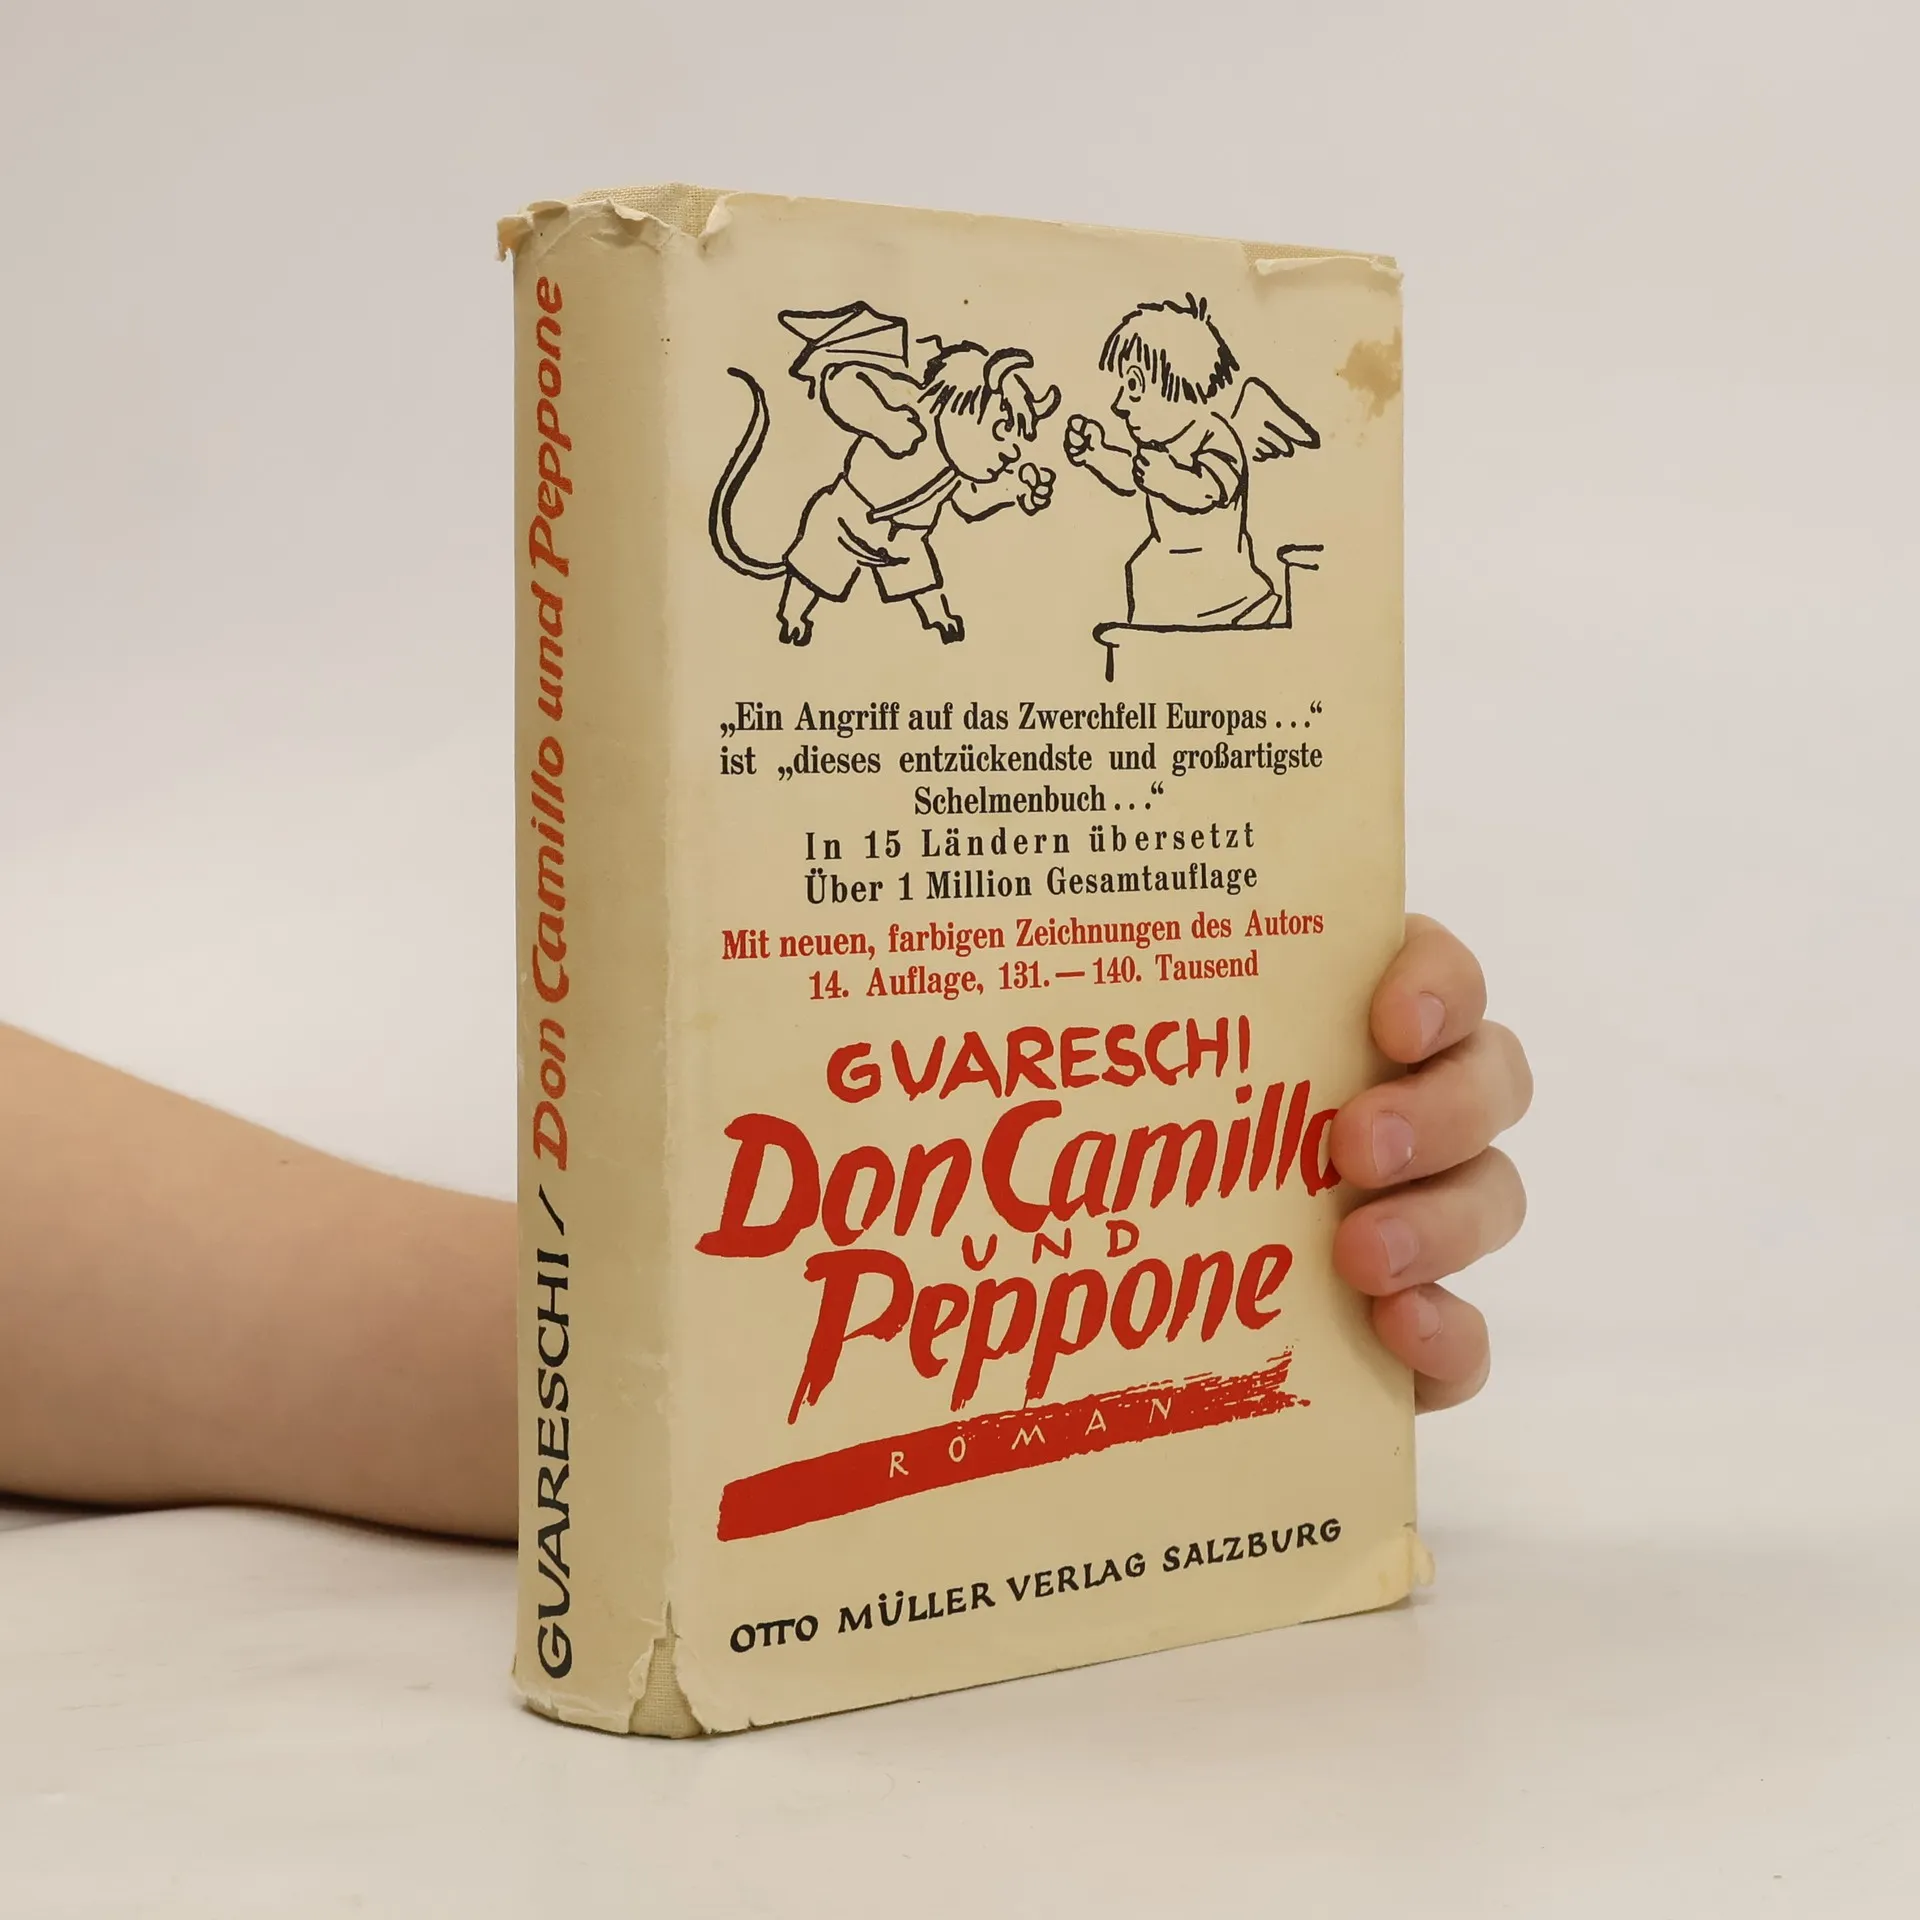 GUARESCHI / Don Camillo und Peppone
„Ein Angriff auf das Zwerchfell Europas . . .“
ist „dieses entzückendste und großartigste
Schelmenbuch . . .“
In 15 Ländern übersetzt
Über 1 Million Gesamtauflage
Mit neuen, farbigen Zeichnungen des Autors
14. Auflage, 131. — 140. Tausend
GUARESCHI
Don Camillo
UND
Peppone
ROMAN
OTTO MÜLLER VERLAG SALZBURG